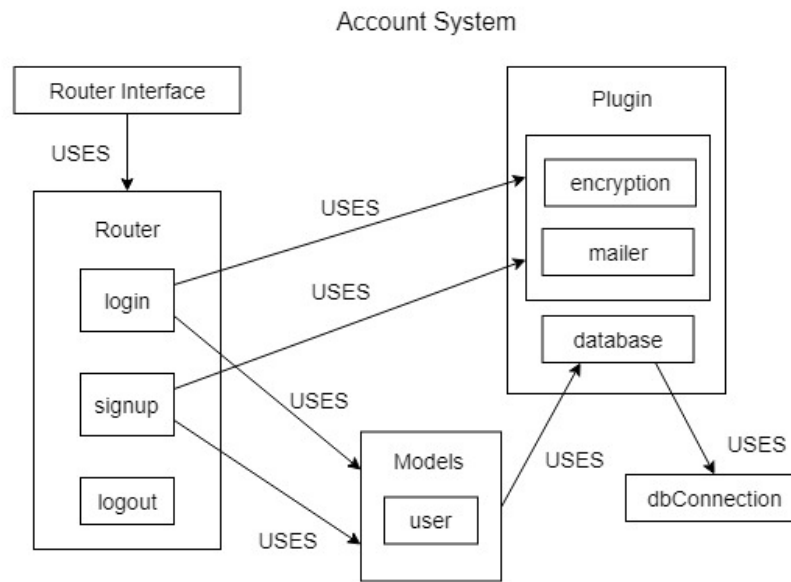 Account System
Router Interface
Plugin
USES
encryption
USES
Router
mailer
USES
login
database
signup
USES
Models
USES
USES
logout
user
dbConnection
USES